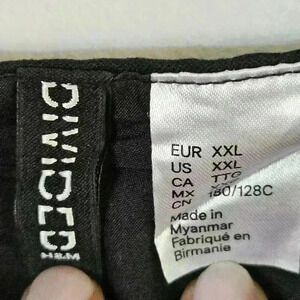 DIVIDED
H&M
EUR XXL
US XXL
CA TTG
MX
CN 180/128C
Made in
Myanmar
Fabriqué en
Birmanie